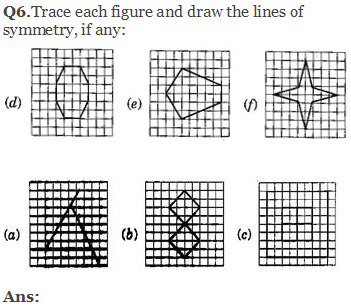 Q6.Trace each figure and draw the lines of
symmetry, if any:
(d) (e) (f)
(a) (b) (c)
Ans: